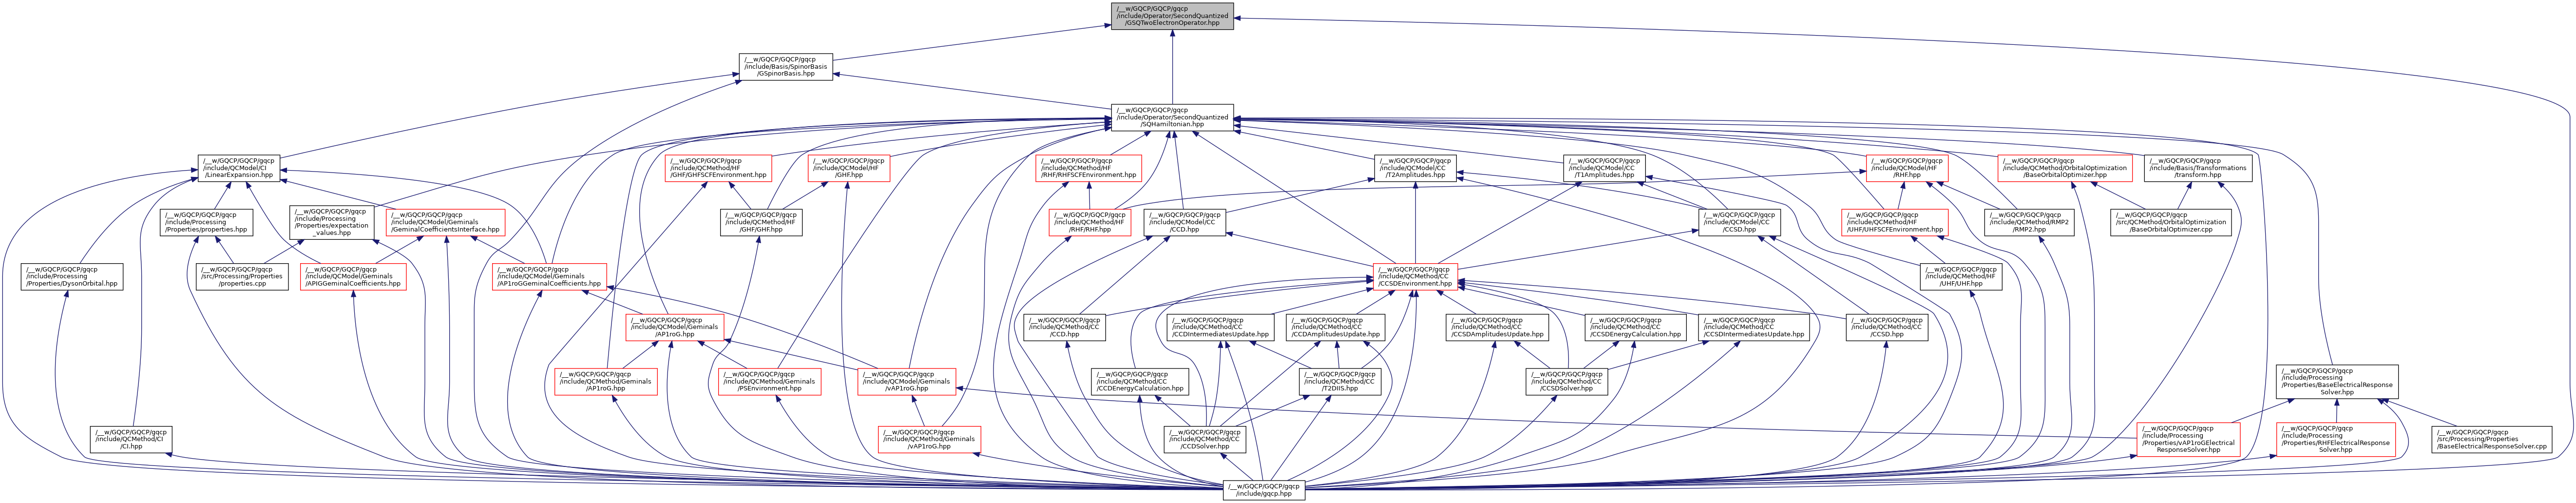 /__w/GQCP/GQCP/gqcp
/include/Operator/SecondQuantized
/GSQTwoElectronOperator.hpp
/__w/GQCP/GQCP/gqcp
/include/Basis/SpinorBasis
/GSpinorBasis.hpp
/__w/GQCP/GQCP/gqcp
/include/Operator/SecondQuantized
/SQHamiltonian.hpp
/__w/GQCP/GQCP/gqcp
/include/QCModel/CI
/LinearExpansion.hpp
/__w/GQCP/GQCP/gqcp
/include/QCMethod/HF
/GHF/GHFSCFEnvironment.hpp
/__w/GQCP/GQCP/gqcp
/include/QCModel/HF
/GHF.hpp
/__w/GQCP/GQCP/gqcp
/include/QCMethod/HF
/RHF/RHFSCFEnvironment.hpp
/__w/GQCP/GQCP/gqcp
/include/QCModel/CC
/T2Amplitudes.hpp
/__w/GQCP/GQCP/gqcp
/include/QCModel/CC
/T1Amplitudes.hpp
/__w/GQCP/GQCP/gqcp
/include/QCModel/HF
/RHF.hpp
/__w/GQCP/GQCP/gqcp
/include/QCMethod/OrbitalOptimization
/BaseOrbitalOptimizer.hpp
/__w/GQCP/GQCP/gqcp
/include/Basis/Transformations
/transform.hpp
/__w/GQCP/GQCP/gqcp
/include/Processing
/Properties/properties.hpp
/__w/GQCP/GQCP/gqcp
/include/Processing
/Properties/expectation
_values.hpp
/__w/GQCP/GQCP/gqcp
/include/QCModel/Geminals
/GeminalCoefficientsInterface.hpp
/__w/GQCP/GQCP/gqcp
/include/QCMethod/HF
/GHF/GHF.hpp
/__w/GQCP/GQCP/gqcp
/include/QCMethod/HF
/RHF/RHF.hpp
/__w/GQCP/GQCP/gqcp
/include/QCModel/CC
/CCD.hpp
/__w/GQCP/GQCP/gqcp
/include/QCModel/CC
/CCSD.hpp
/__w/GQCP/GQCP/gqcp
/include/QCMethod/HF
/UHF/UHFSCFEnvironment.hpp
/__w/GQCP/GQCP/gqcp
/include/QCMethod/RMP2
/RMP2.hpp
/__w/GQCP/GQCP/gqcp
/src/QCMethod/OrbitalOptimization
/BaseOrbitalOptimizer.cpp
/__w/GQCP/GQCP/gqcp
/include/Processing
/Properties/DysonOrbital.hpp
/__w/GQCP/GQCP/gqcp
/src/Processing/Properties
/properties.cpp
/__w/GQCP/GQCP/gqcp
/include/QCModel/Geminals
/APIGGeminalCoefficients.hpp
/__w/GQCP/GQCP/gqcp
/include/QCModel/Geminals
/AP1roGGeminalCoefficients.hpp
/__w/GQCP/GQCP/gqcp
/include/QCMethod/CC
/CCSDEnvironment.hpp
/__w/GQCP/GQCP/gqcp
/include/QCMethod/HF
/UHF/UHF.hpp
/__w/GQCP/GQCP/gqcp
/include/QCModel/Geminals
/AP1roG.hpp
/__w/GQCP/GQCP/gqcp
/include/QCMethod/CC
/CCD.hpp
/__w/GQCP/GQCP/gqcp
/include/QCMethod/CC
/CCDIntermediatesUpdate.hpp
/__w/GQCP/GQCP/gqcp
/include/QCMethod/CC
/CCDAmplitudesUpdate.hpp
/__w/GQCP/GQCP/gqcp
/include/QCMethod/CC
/CCSDAmplitudesUpdate.hpp
/__w/GQCP/GQCP/gqcp
/include/QCMethod/CC
/CCSDEnergyCalculation.hpp
/__w/GQCP/GQCP/gqcp
/include/QCMethod/CC
/CCSDIntermediatesUpdate.hpp
/__w/GQCP/GQCP/gqcp
/include/QCMethod/CC
/CCSD.hpp
/__w/GQCP/GQCP/gqcp
/include/QCMethod/Geminals
/AP1roG.hpp
/__w/GQCP/GQCP/gqcp
/include/QCMethod/Geminals
/PSEnvironment.hpp
/__w/GQCP/GQCP/gqcp
/include/QCModel/Geminals
/vAP1roG.hpp
/__w/GQCP/GQCP/gqcp
/include/QCMethod/CC
/CCDEnergyCalculation.hpp
/__w/GQCP/GQCP/gqcp
/include/QCMethod/CC
/T2DIIS.hpp
/__w/GQCP/GQCP/gqcp
/include/QCMethod/CC
/CCSDSolver.hpp
/__w/GQCP/GQCP/gqcp
/include/Processing
/Properties/BaseElectricalResponse
Solver.hpp
/__w/GQCP/GQCP/gqcp
/include/QCMethod/CI
/CI.hpp
/__w/GQCP/GQCP/gqcp
/include/QCMethod/Geminals
/vAP1roG.hpp
/__w/GQCP/GQCP/gqcp
/include/QCMethod/CC
/CCDSolver.hpp
/__w/GQCP/GQCP/gqcp
/include/Processing
/Properties/vAP1roGElectrical
ResponseSolver.hpp
/__w/GQCP/GQCP/gqcp
/include/Processing
/Properties/RHFElectricalResponse
Solver.hpp
/__w/GQCP/GQCP/gqcp
/src/Processing/Properties
/BaseElectricalResponseSolver.cpp
/__w/GQCP/GQCP/gqcp
/include/gqcp.hpp